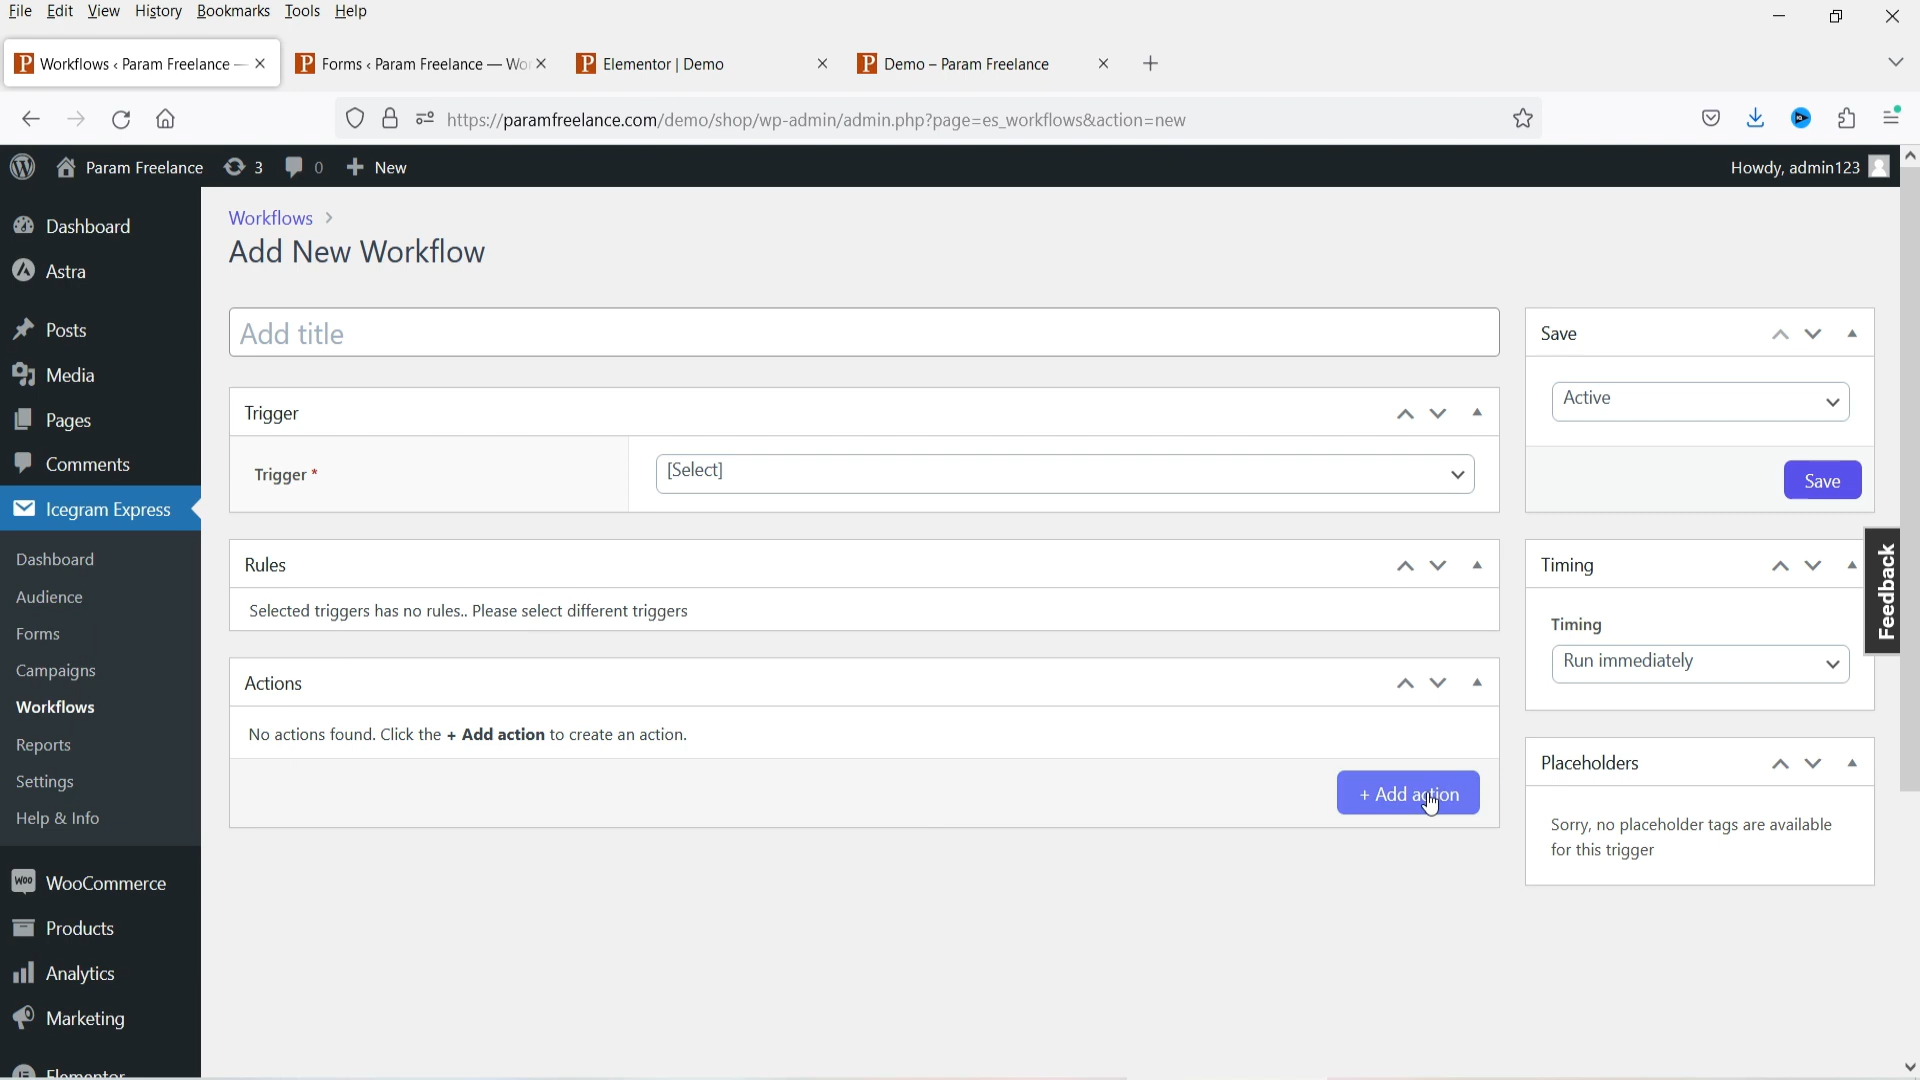 File Edit View History Bookmarks Tools Help
Workflows ‹ Param Freelance —
Forms ‹ Param Freelance — Wo
Elementor | Demo
Demo – Param Freelance
https://paramfreelance.com/demo/shop/wp-admin/admin.php?page=es_workflows&action=new
Param Freelance 3 0 New
Howdy, admin123
Dashboard
Astra
Posts
Media
Pages
Comments
Icegram Express
Dashboard
Audience
Forms
Campaigns
Workflows
Reports
Settings
Help & Info
WooCommerce
Products
Analytics
Marketing
Elementor
Workflows
Add New Workflow
Add title
Trigger
Trigger *
[Select]
Rules
Selected triggers has no rules.. Please select different triggers
Actions
No actions found. Click the + Add action to create an action.
+ Add action
Save
Active
Save
Timing
Timing
Run immediately
Placeholders
Sorry, no placeholder tags are available
for this trigger
Feedback